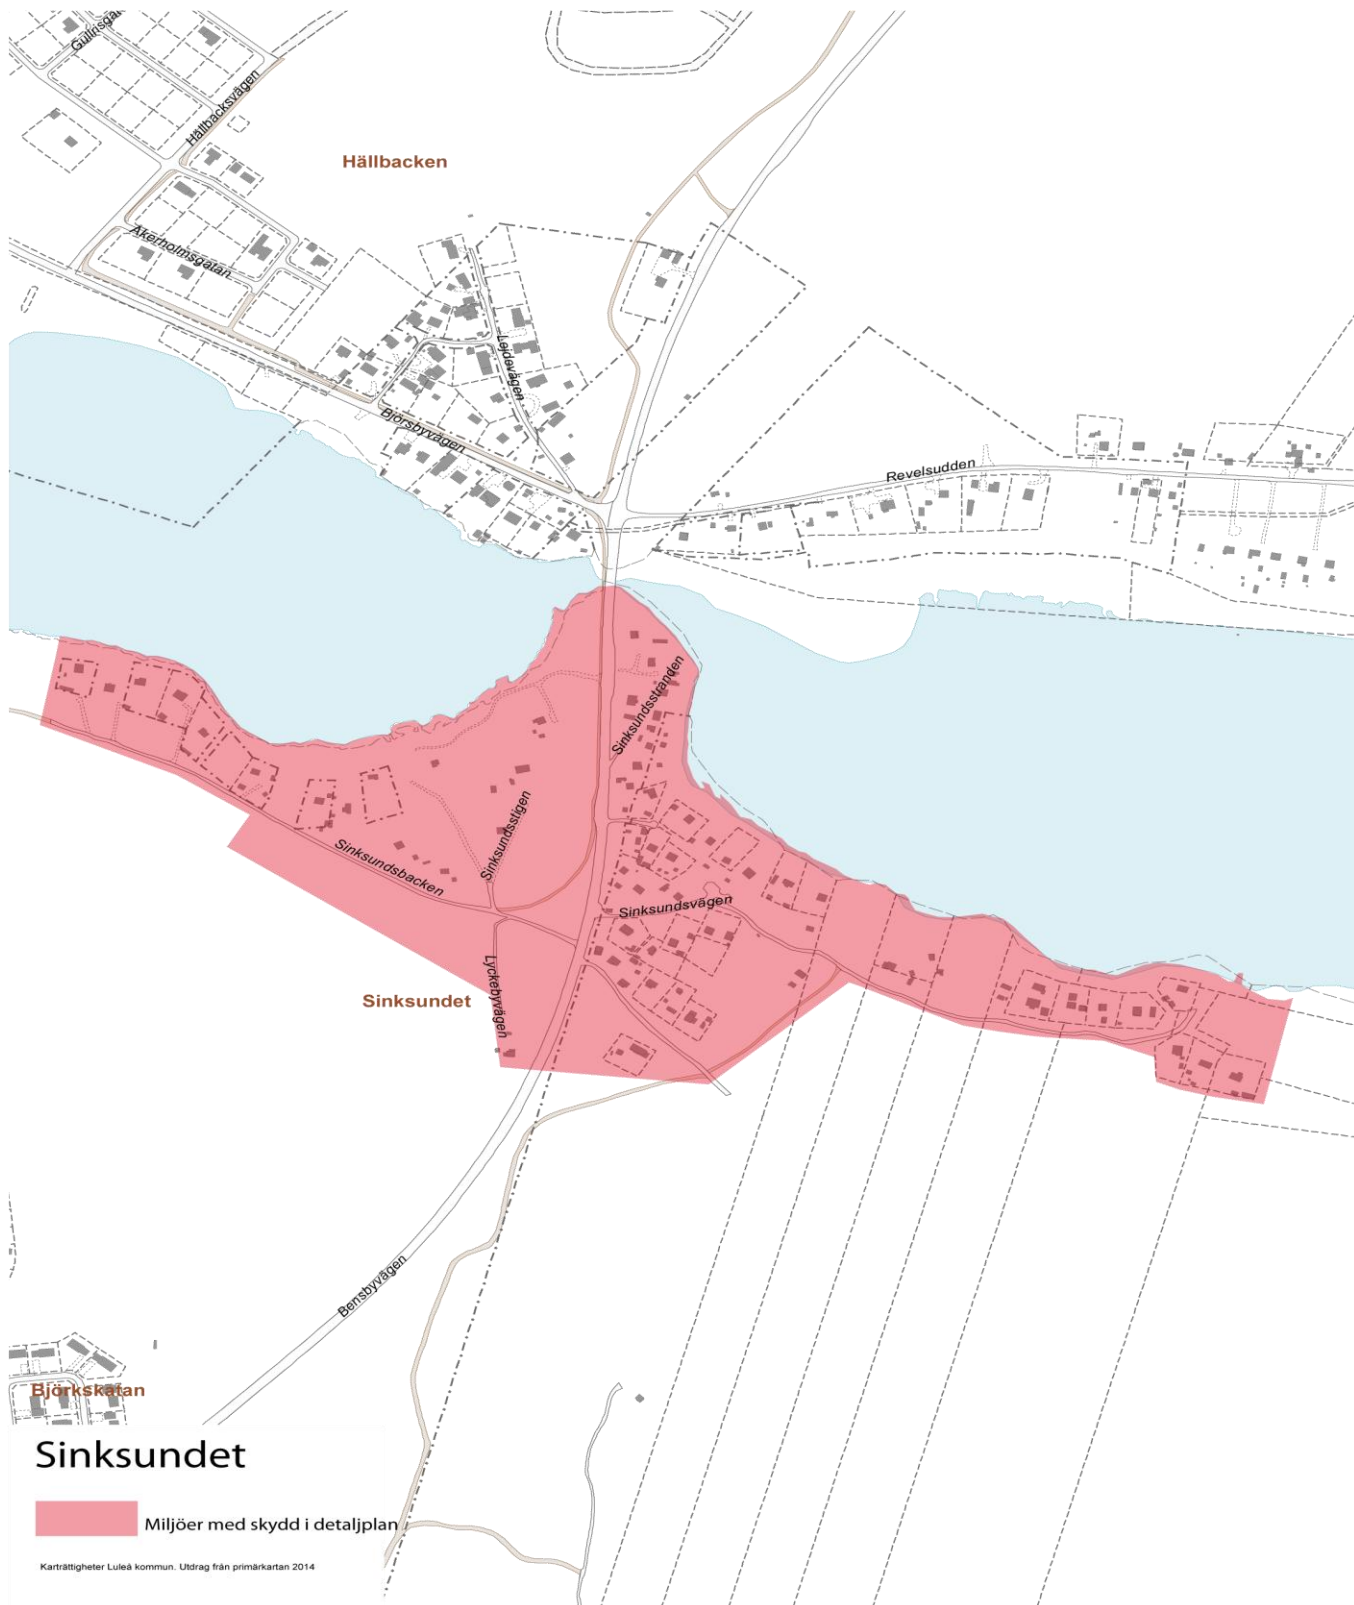 Gullrisgat
Hällbacksvägen
Hällbacken
Åkerholmsgatan
Lejdevägen
Björsbyvägen
Revelsudden
Sinksundsstranden
Sinksundsstigen
Sinksundsbacken
Sinksundsvägen
Lyckebyvägen
Sinksundet
Bensbyvägen
Björkskatan
Sinksundet
Miljöer med skydd i detaljplan
Karträttigheter Luleå kommun. Utdrag från primärkartan 2014